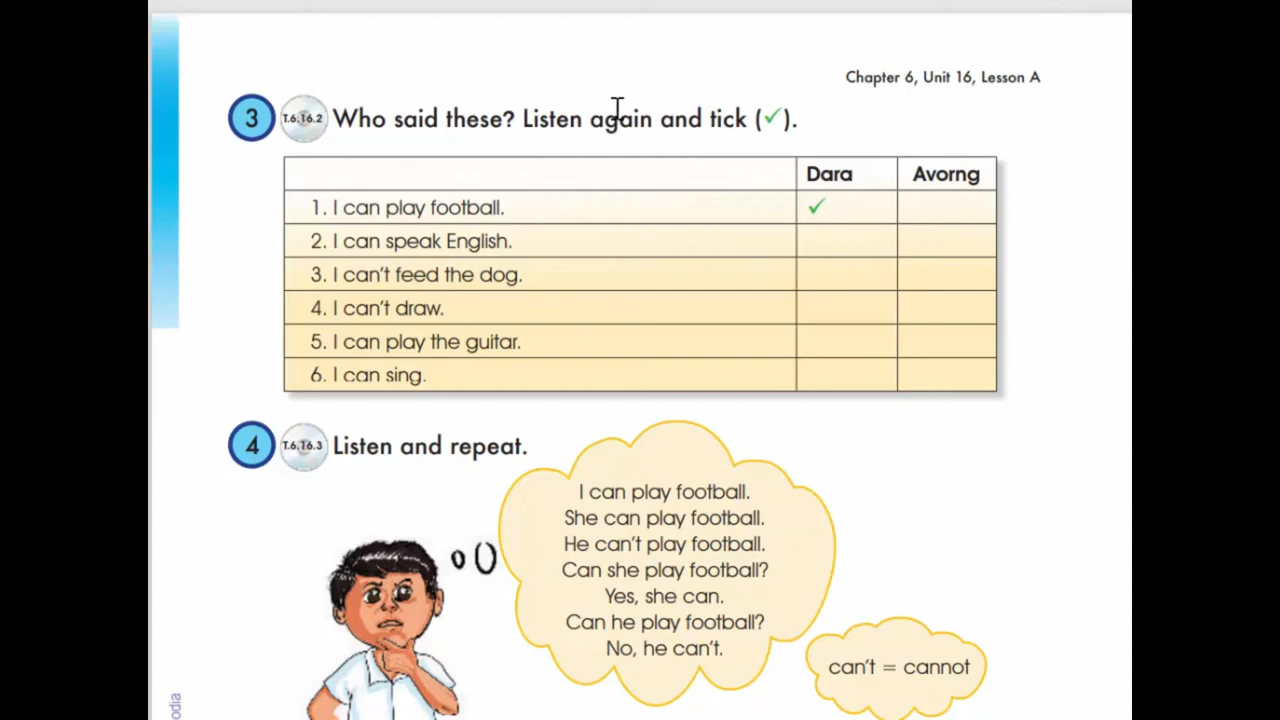 Chapter 6, Unit 16, Lesson A
3 T.6.16.2 Who said these? Listen again and tick (✓).
Dara Avorng
1. I can play football. ✓
2. I can speak English.
3. I can't feed the dog.
4. I can't draw.
5. I can play the guitar.
6. I can sing.
4 T.6.16.3 Listen and repeat.
I can play football.
She can play football.
He can't play football.
Can she play football?
Yes, she can.
Can he play football?
No, he can't.
can't = cannot
odia